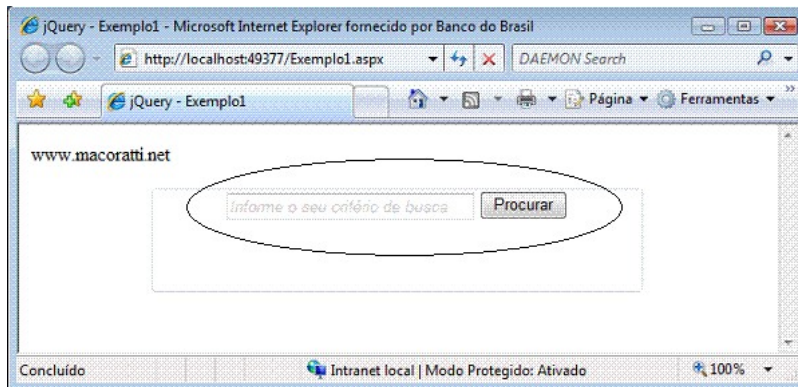 jQuery - Exemplo1 - Microsoft Internet Explorer fornecido por Banco do Brasil
http://localhost:49377/Exemplo1.aspx
DAEMON Search
jQuery - Exemplo1
Página
Ferramentas
www.macoratti.net
Informe o seu critério de busca
Procurar
Concluído
Intranet local | Modo Protegido: Ativado
100%